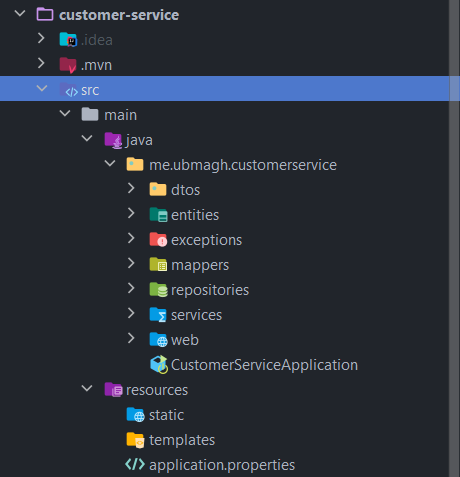 customer-service
.idea
.mvn
src
main
java
me.ubmagh.customerservice
dtos
entities
exceptions
mappers
repositories
services
web
CustomerServiceApplication
resources
static
templates
application.properties